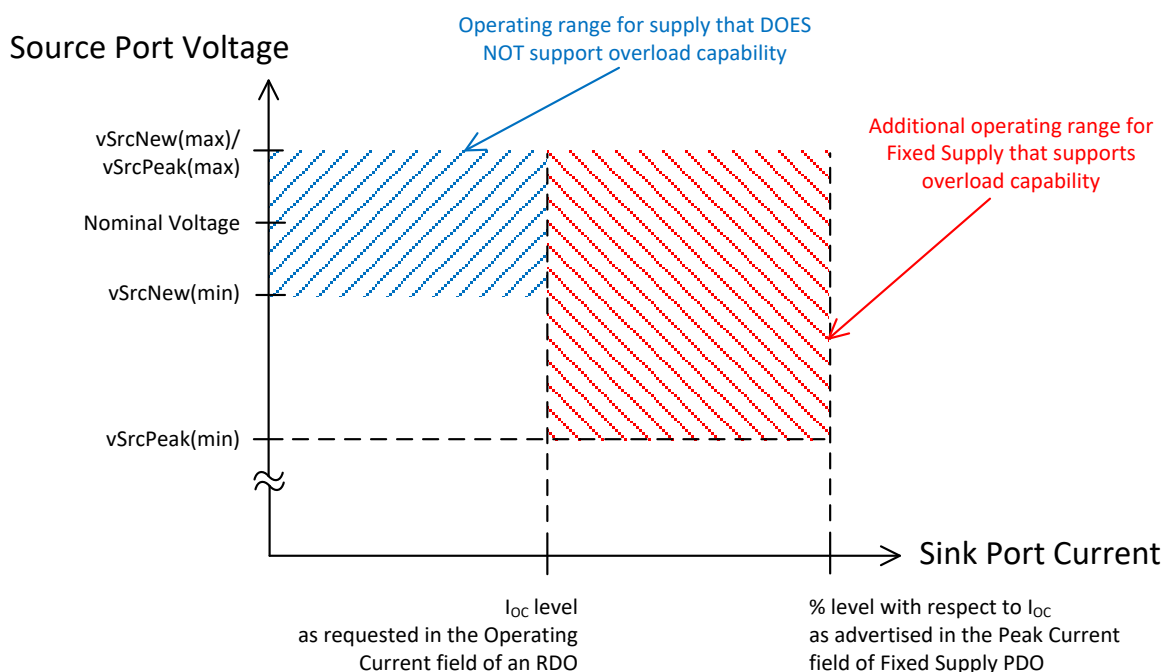 Operating range for supply that DOES
NOT support overload capability
Source Port Voltage
vSrcNew(max)/
vSrcPeak(max)
Additional operating range for
Fixed Supply that supports
overload capability
Nominal Voltage
vSrcNew(min)
vSrcPeak(min)
Sink Port Current
IOC level
as requested in the Operating
Current field of an RDO
% level with respect to IOC
as advertised in the Peak Current
field of Fixed Supply PDO